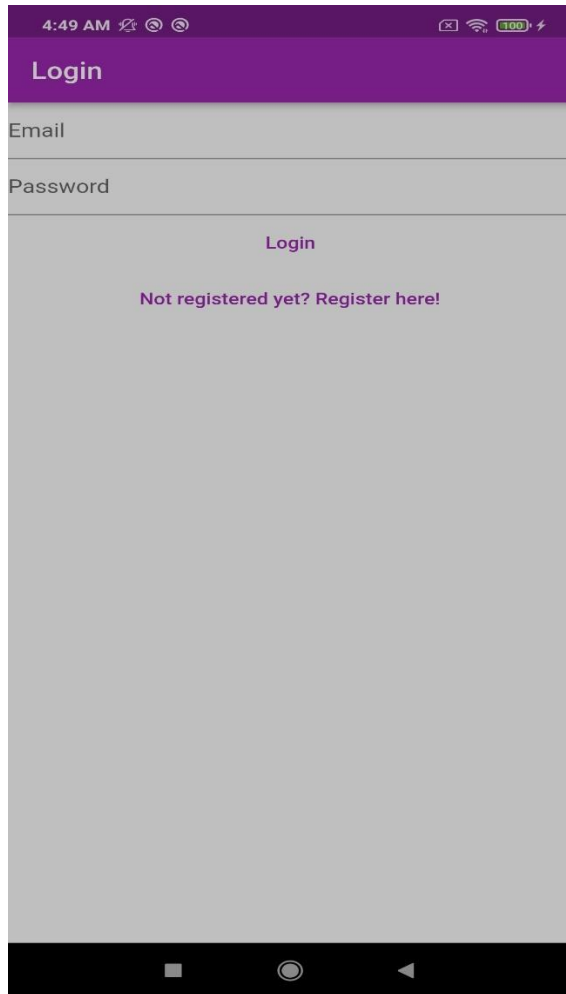 4:49 AM 100
Login
Email
Password
Login
Not registered yet? Register here!